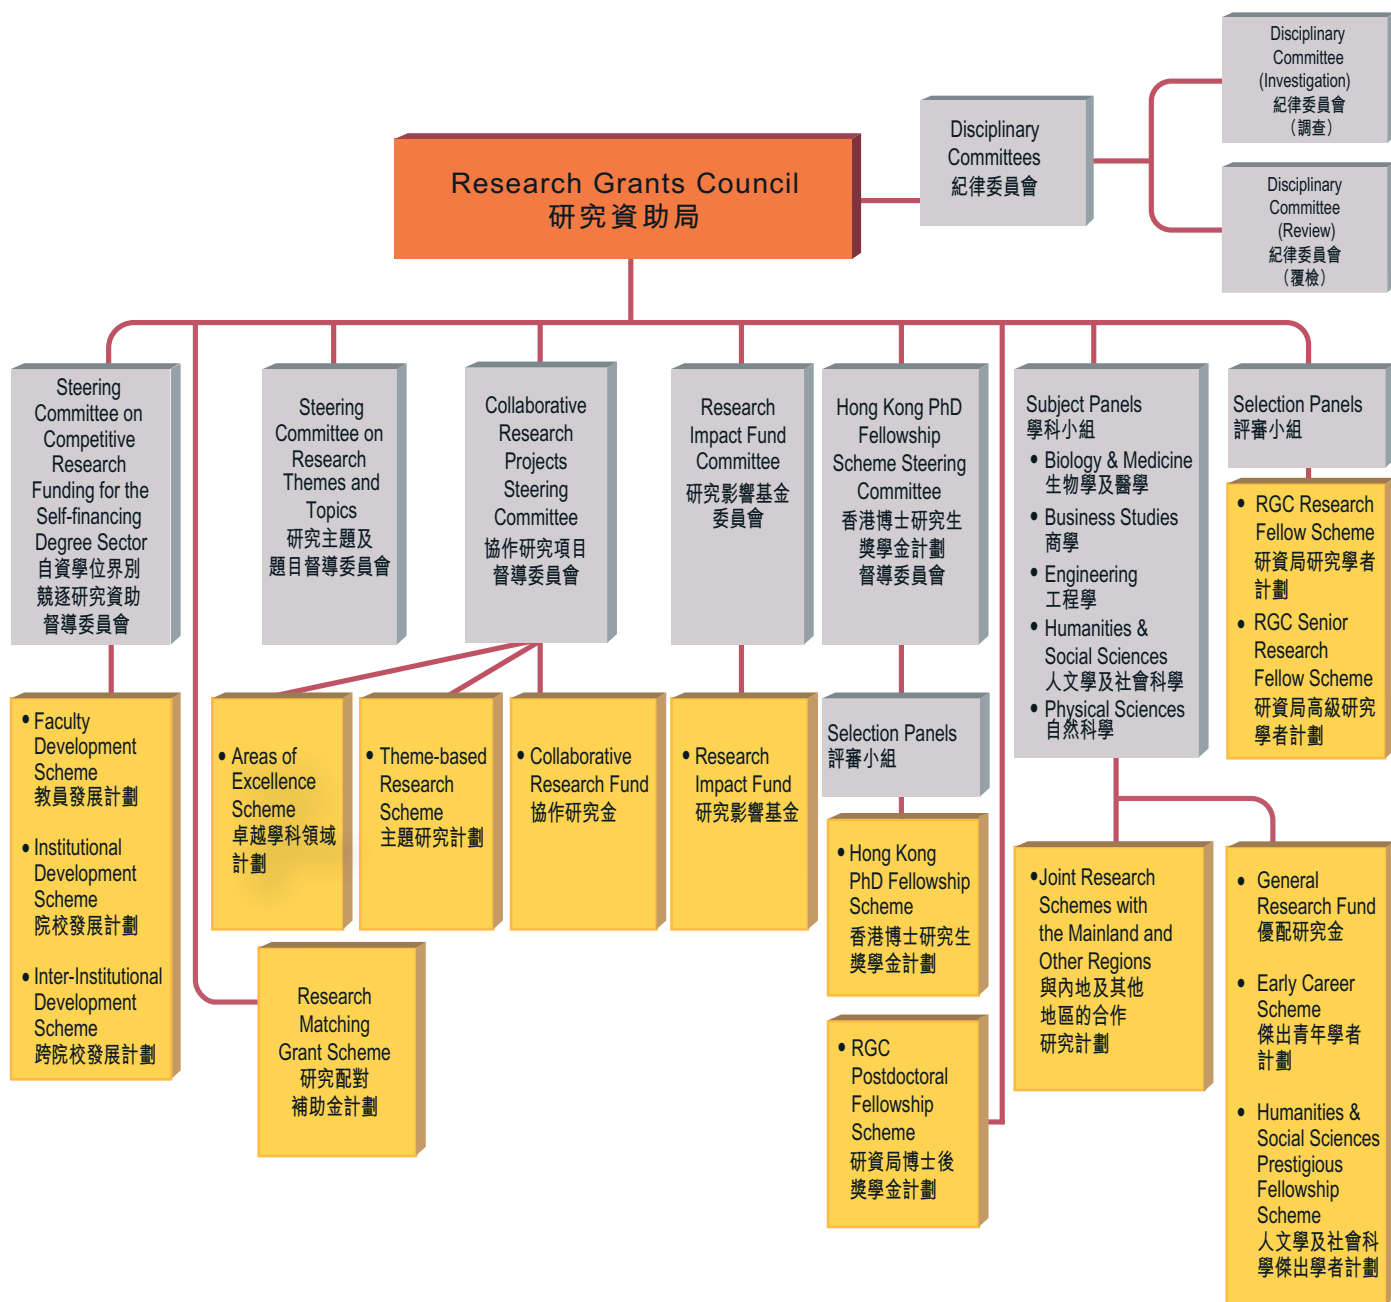 Disciplinary
Committee
(Investigation)
紀律委員會
（調查）
Disciplinary
Committees
紀律委員會
Research Grants Council
研究資助局
Disciplinary
Committee
(Review)
紀律委員會
（覆檢）
Steering
Committee on
Competitive
Research
Funding for the
Self-financing
Degree Sector
自資學位界別
競逐研究資助
督導委員會
Steering
Committee on
Research
Themes and
Topics
研究主題及
題目督導委員會
Collaborative
Research
Projects
Steering
Committee
協作研究項目
督導委員會
Research
Impact Fund
Committee
研究影響基金
委員會
Hong Kong PhD
Fellowship
Scheme Steering
Committee
香港博士研究生
獎學金計劃
督導委員會
Subject Panels
學科小組
• Biology & Medicine
生物學及醫學
• Business Studies
商學
• Engineering
工程學
• Humanities &
Social Sciences
人文學及社會科學
• Physical Sciences
自然科學
Selection Panels
評審小組
• RGC Research
Fellow Scheme
研資局研究學者
計劃
• RGC Senior
Research
Fellow Scheme
研資局高級研究
學者計劃
• Faculty
Development
Scheme
教員發展計劃
• Institutional
Development
Scheme
院校發展計劃
• Inter-Institutional
Development
Scheme
跨院校發展計劃
• Areas of
Excellence
Scheme
卓越學科領域
計劃
• Theme-based
Research
Scheme
主題研究計劃
• Collaborative
Research Fund
協作研究金
• Research
Impact Fund
研究影響基金
Selection Panels
評審小組
• Hong Kong
PhD Fellowship
Scheme
香港博士研究生
獎學金計劃
• Joint Research
Schemes with
the Mainland and
Other Regions
與內地及其他
地區的合作
研究計劃
• General
Research Fund
優配研究金
• Early Career
Scheme
傑出青年學者
計劃
• Humanities &
Social Sciences
Prestigious
Fellowship
Scheme
人文學及社會科
學傑出學者計劃
Research
Matching
Grant Scheme
研究配對
補助金計劃
• RGC
Postdoctoral
Fellowship
Scheme
研資局博士後
獎學金計劃